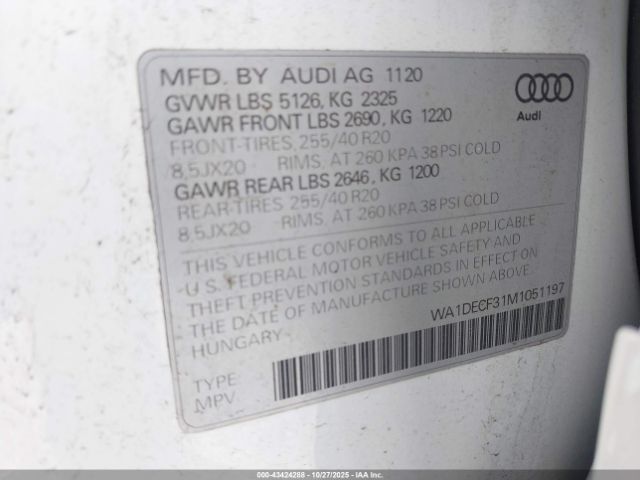 MFD. BY AUDI AG 1120
GVWR LBS 5126, KG 2325
GAWR FRONT LBS 2690, KG 1220
FRONT-TIRES, 255/40 R20
8,5JX20 RIMS, AT 260 KPA 38 PSI COLD
GAWR REAR LBS 2646, KG 1200
REAR-TIRES 255/40 R20
8,5JX20 RIMS, AT 260 KPA 38 PSI COLD
Audi
THIS VEHICLE CONFORMS TO ALL APPLICABLE
U.S. FEDERAL MOTOR VEHICLE SAFETY AND
THEFT PREVENTION STANDARDS IN EFFECT ON
THE DATE OF MANUFACTURE SHOWN ABOVE.
HUNGARY
WA1DECF31M1051197
TYPE
MPV
000-43424288 - 10/27/2025 - IAAI.COM